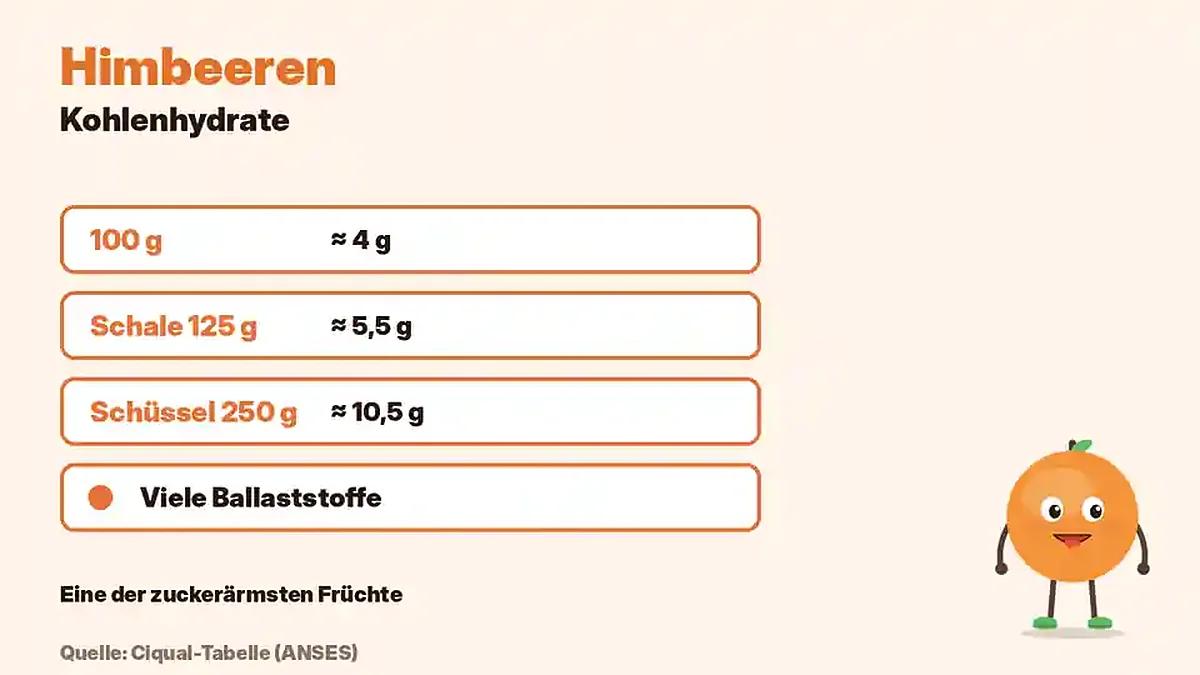 Himbeeren
Kohlenhydrate
100 g ≈ 4 g
Schale 125 g ≈ 5,5 g
Schüssel 250 g ≈ 10,5 g
Viele Ballaststoffe
Eine der zuckerärmsten Früchte
Quelle: Ciqual-Tabelle (ANSES)